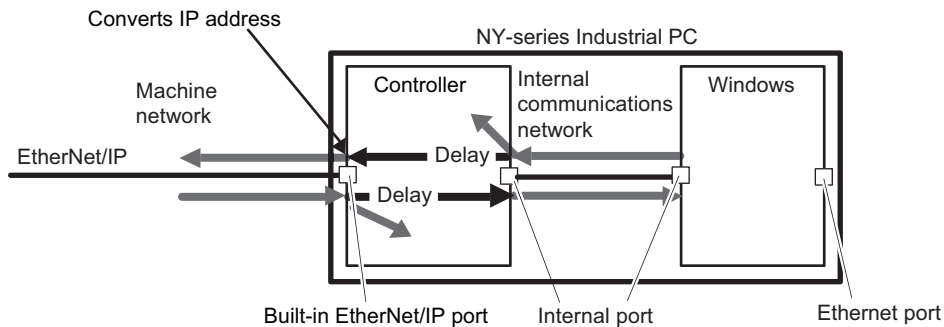 Converts IP address
NY-series Industrial PC
Machine
network
Controller
Internal
communications
network
Windows
EtherNet/IP
Delay
Delay
Built-in EtherNet/IP port
Internal port
Ethernet port